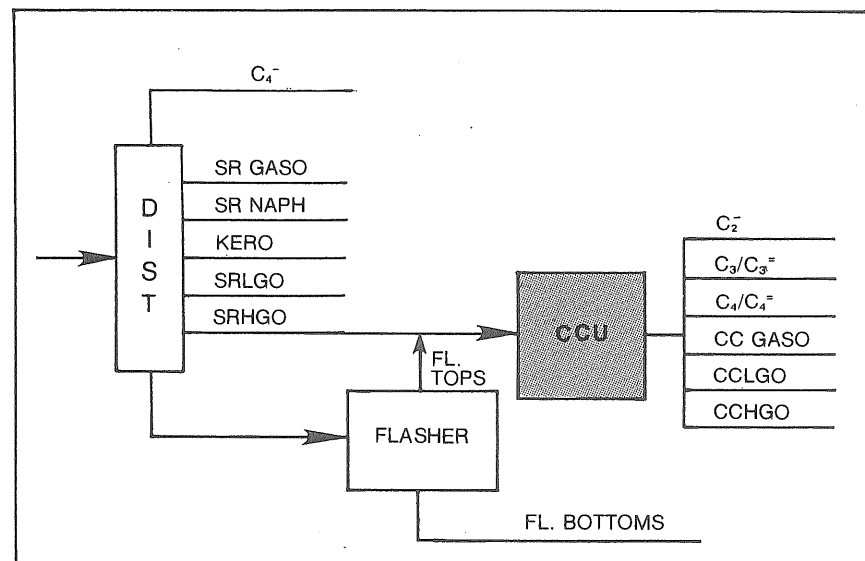 C₄⁻
DIST
SR GASO
SR NAPH
KERO
SRLGO
SRHGO
FL.
TOPS
FLASHER
FL. BOTTOMS
CCU
C₂⁻
C₃/C₃⁼
C₄/C₄⁼
CC GASO
CCLGO
CCHGO